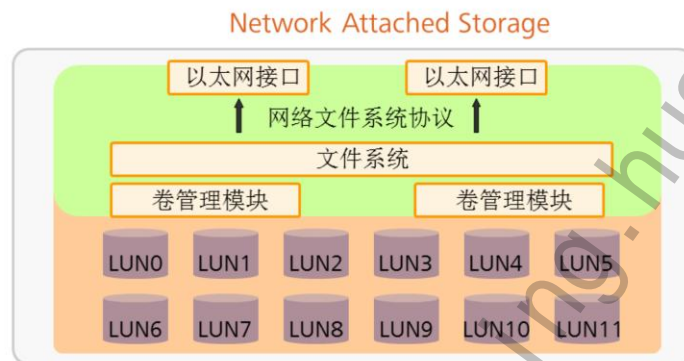 Network Attached Storage
以太网接口 以太网接口
网络文件系统协议
文件系统
卷管理模块 卷管理模块
LUN0 LUN1 LUN2 LUN3 LUN4 LUN5
LUN6 LUN7 LUN8 LUN9 LUN10 LUN11